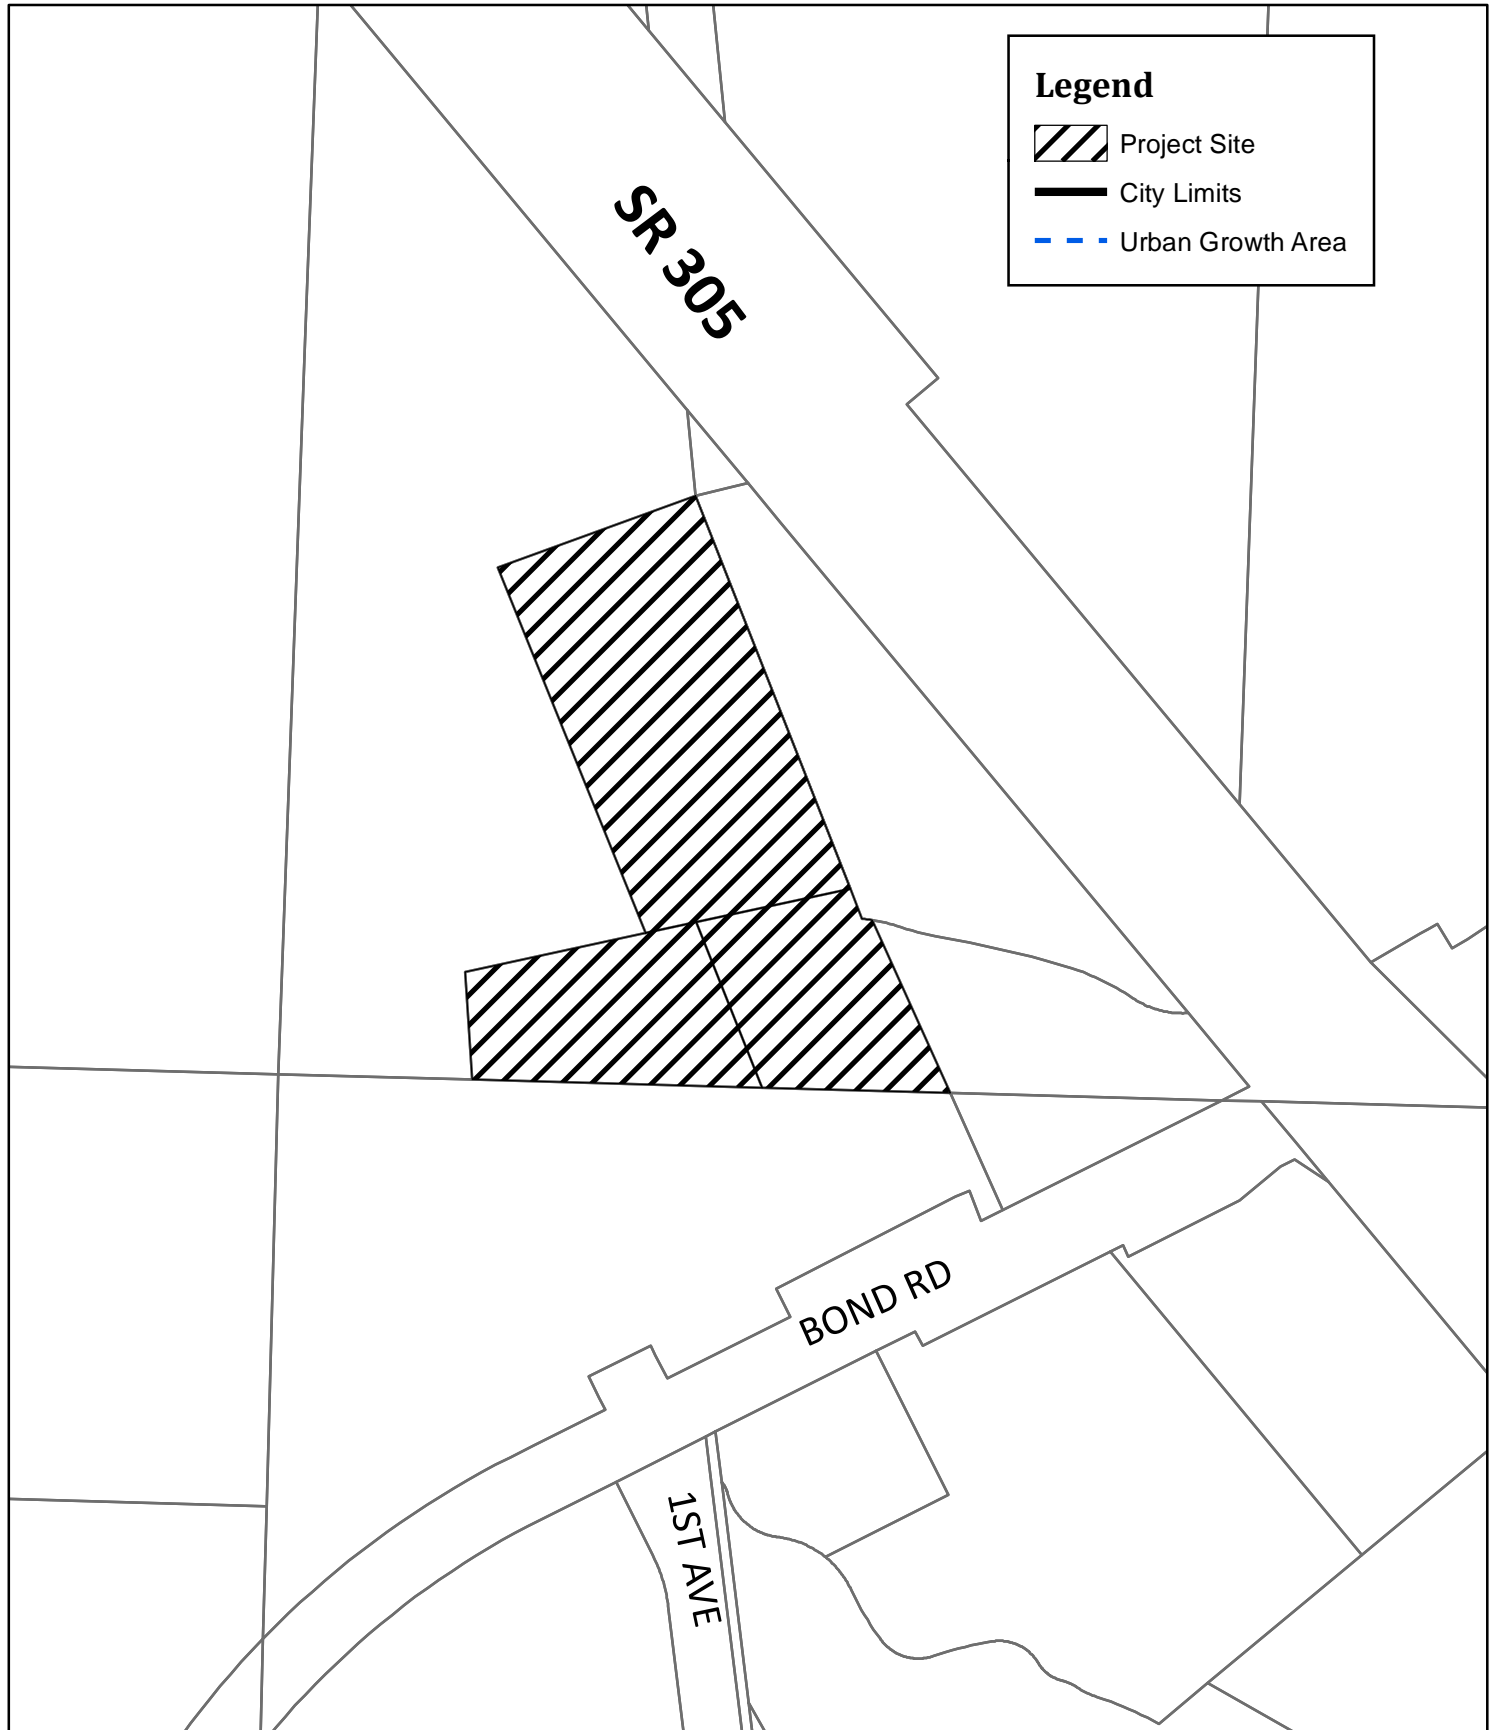 Legend
Project Site
City Limits
Urban Growth Area
SR 305
BOND RD
1ST AVE